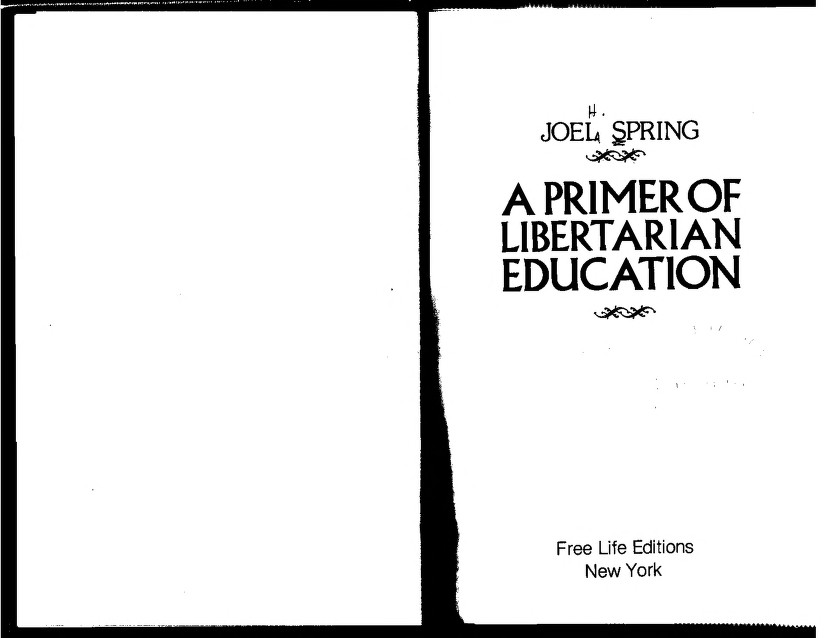 H.
JOEL SPRING
A PRIMER OF
LIBERTARIAN
EDUCATION
Free Life Editions
New York